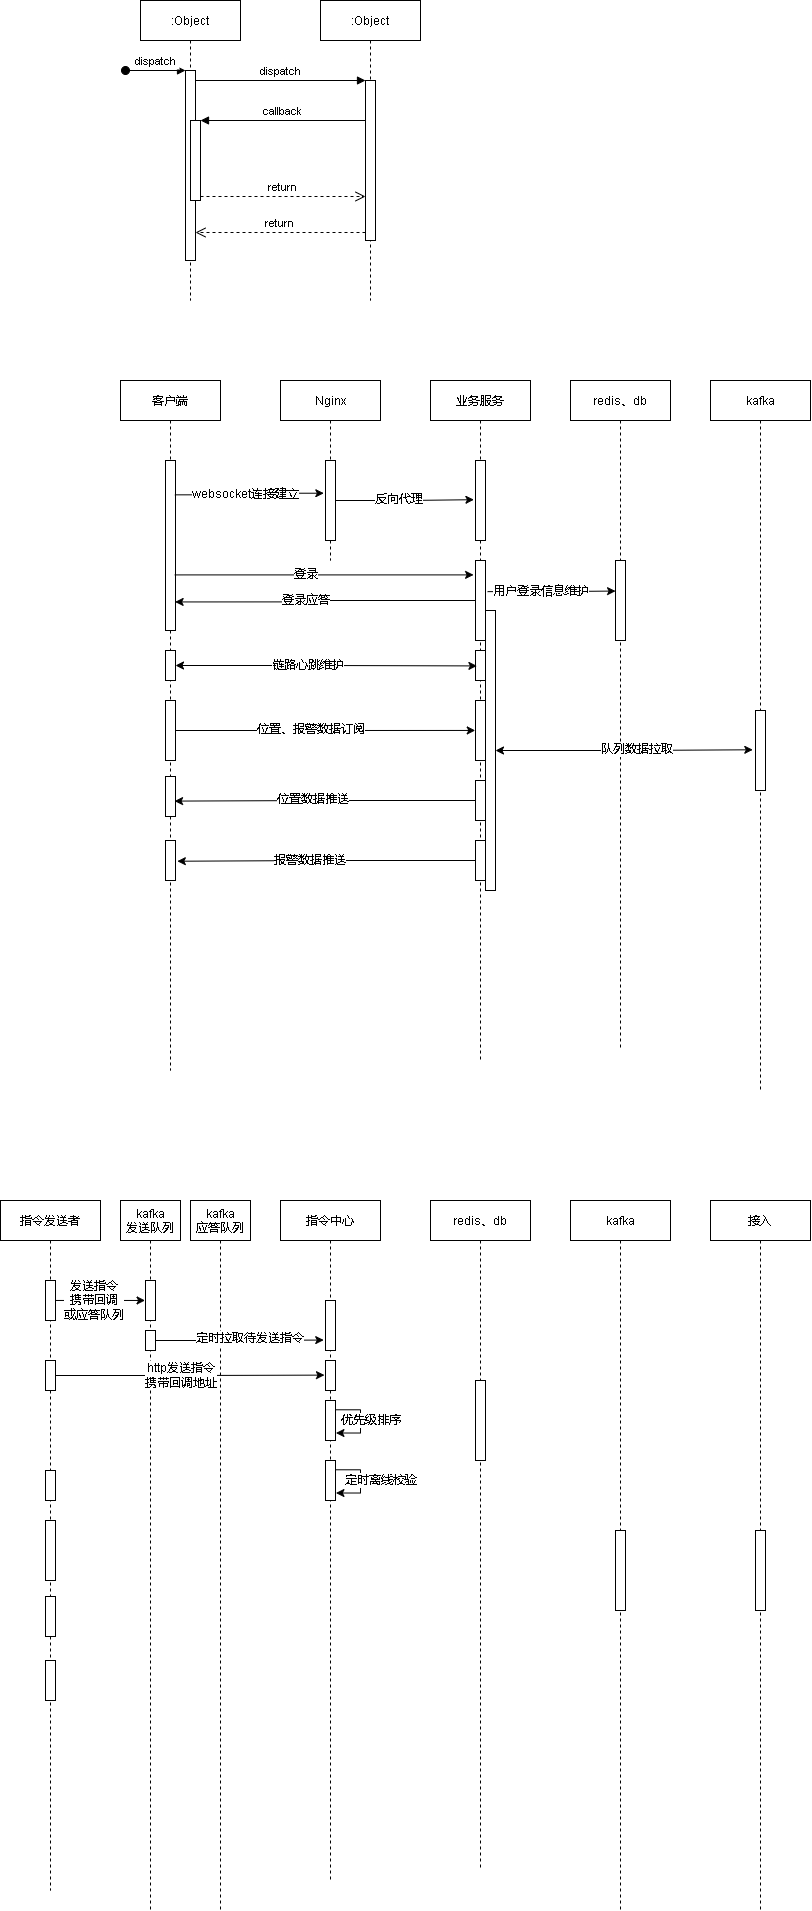 :Object
:Object
dispatch
dispatch
callback
return
return
客户端
Nginx
业务服务
redis、db
kafka
websocket连接建立
反向代理
登录
用户登录信息维护
登录应答
链路心跳维护
位置、报警数据订阅
队列数据拉取
位置数据推送
报警数据推送
指令发送者
kafka
发送队列
kafka
应答队列
指令中心
redis、db
kafka
接入
发送指令
携带回调
或应答队列
定时拉取待发送指令
http发送指令
携带回调地址
优先级排序
定时离线校验